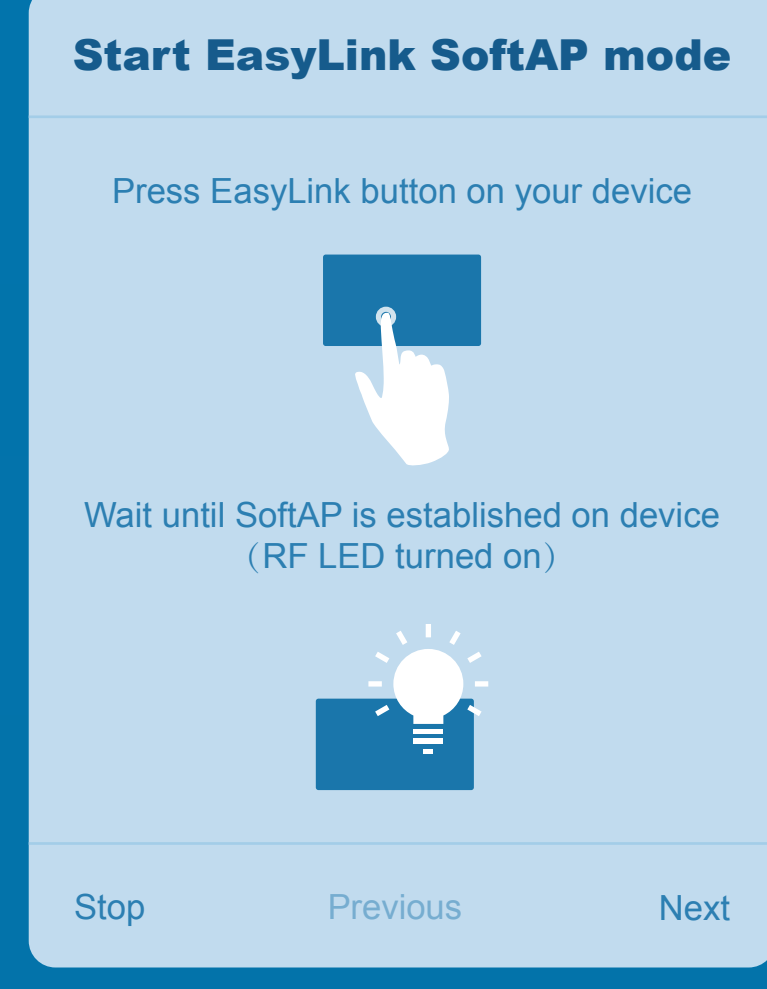 Start EasyLink SoftAP mode
Press EasyLink button on your device
Wait until SoftAP is established on device
（RF LED turned on）
Stop
Previous
Next